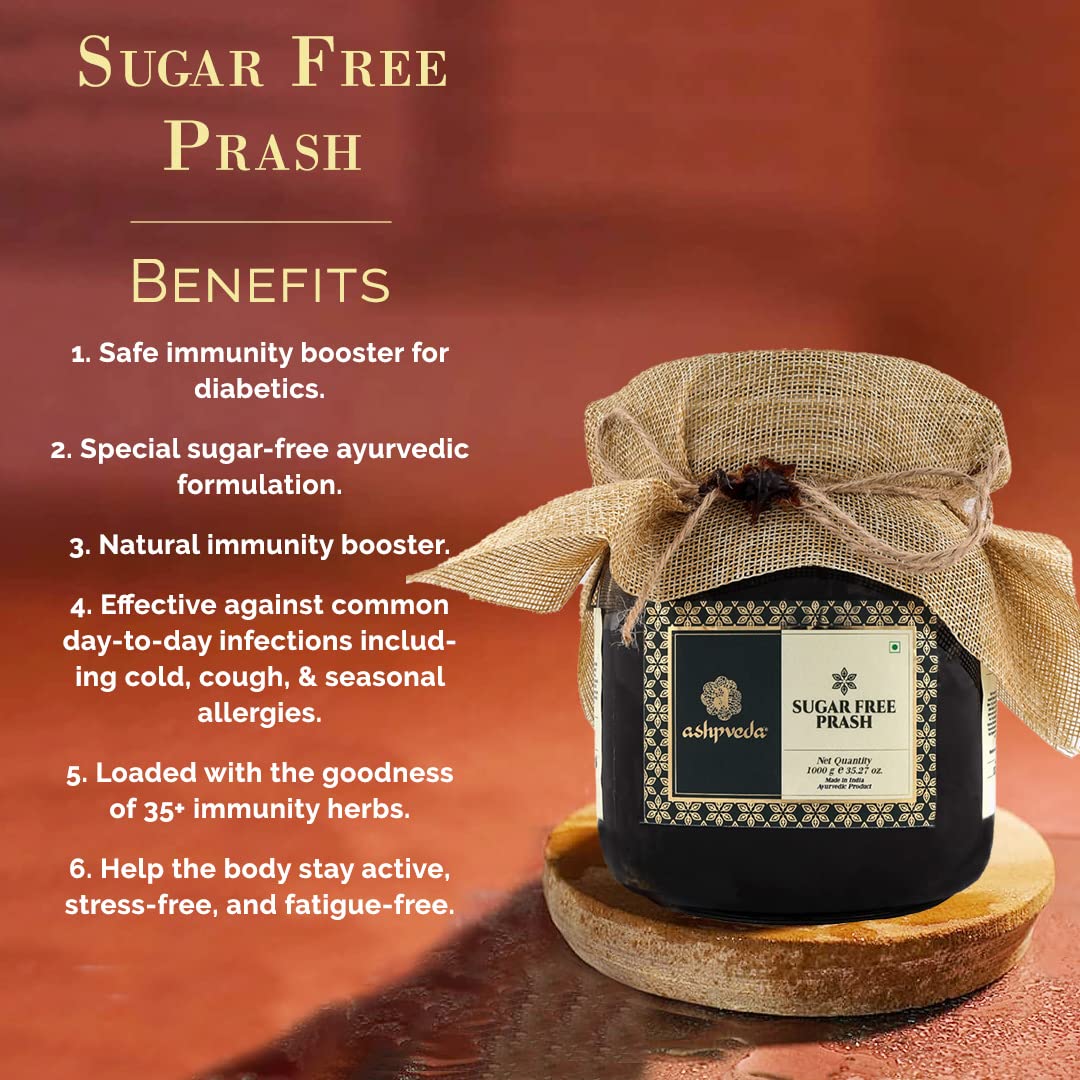 SUGAR FREE
PRASH
BENEFITS
1. Safe immunity booster for
diabetics.
2. Special sugar-free ayurvedic
formulation.
3. Natural immunity booster.
4. Effective against common
day-to-day infections includ-
ing cold, cough, & seasonal
allergies.
5. Loaded with the goodness
of 35+ immunity herbs.
6. Help the body stay active,
stress-free, and fatigue-free.
ashpveda®
SUGAR FREE
PRASH
Net Quantity
1000 g e 35.27 oz.
Made in India
Ayurvedic Product